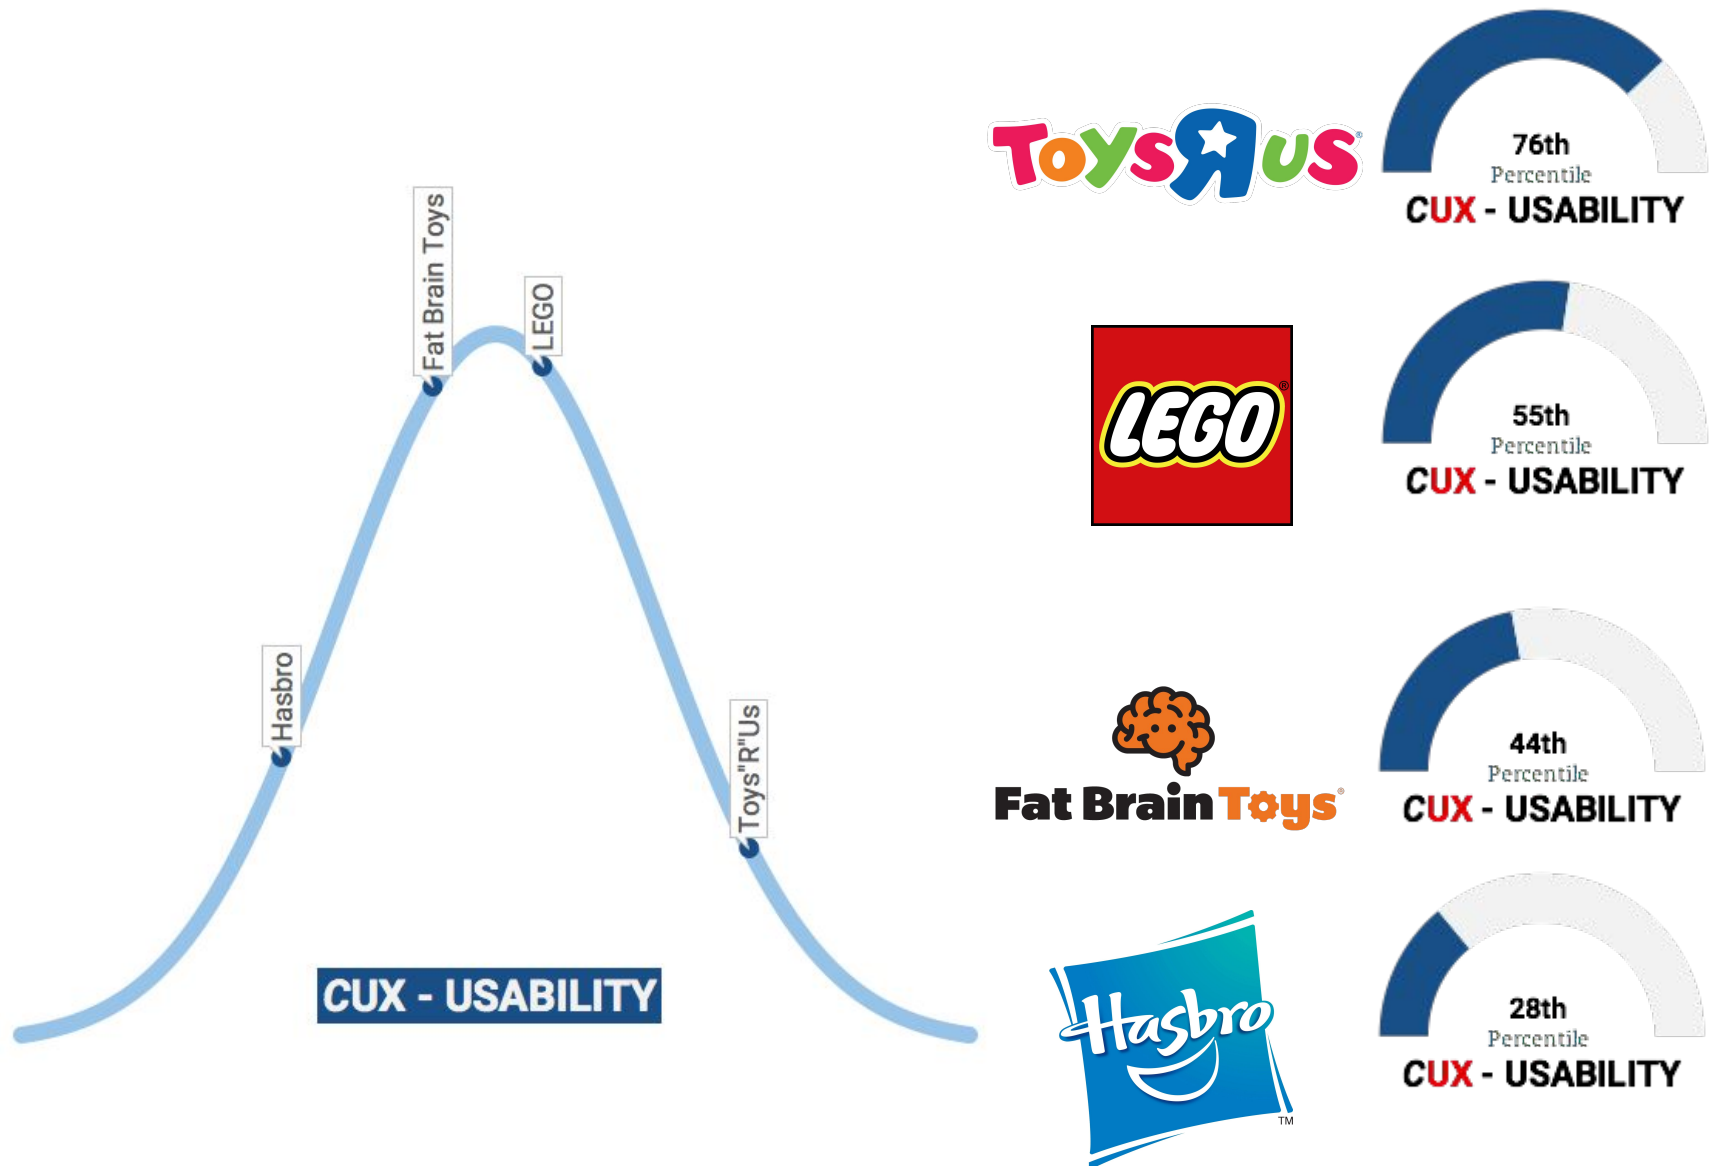 Fat Brain Toys
LEGO
Hasbro
Toys"R"Us
CUX - USABILITY
ToysRus®
76th
Percentile
CUX - USABILITY
LEGO®
55th
Percentile
CUX - USABILITY
Fat Brain Toys®
44th
Percentile
CUX - USABILITY
Hasbro
TM
28th
Percentile
CUX - USABILITY